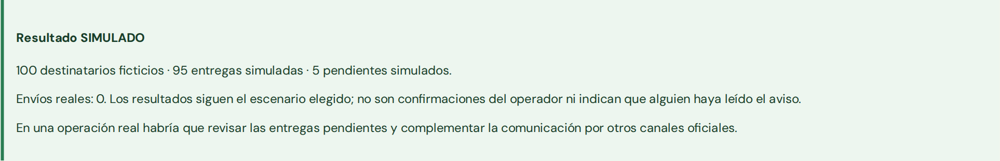 Resultado SIMULADO
100 destinatarios ficticios · 95 entregas simuladas · 5 pendientes simulados.
Envíos reales: 0. Los resultados siguen el escenario elegido; no son confirmaciones del operador ni indican que alguien haya leído el aviso.
En una operación real habría que revisar las entregas pendientes y complementar la comunicación por otros canales oficiales.